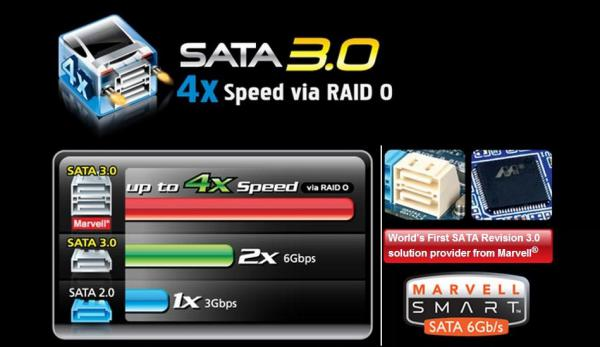 SATA 3.0
4x Speed via RAID 0
4x
SATA 3.0
up to 4x Speed via RAID 0
Marvell*
SATA 3.0
2x 6Gbps
SATA 2.0
1x 3Gbps
World's First SATA Revision 3.0
solution provider from Marvell®
MARVELL
SMART™
SATA 6Gb/s